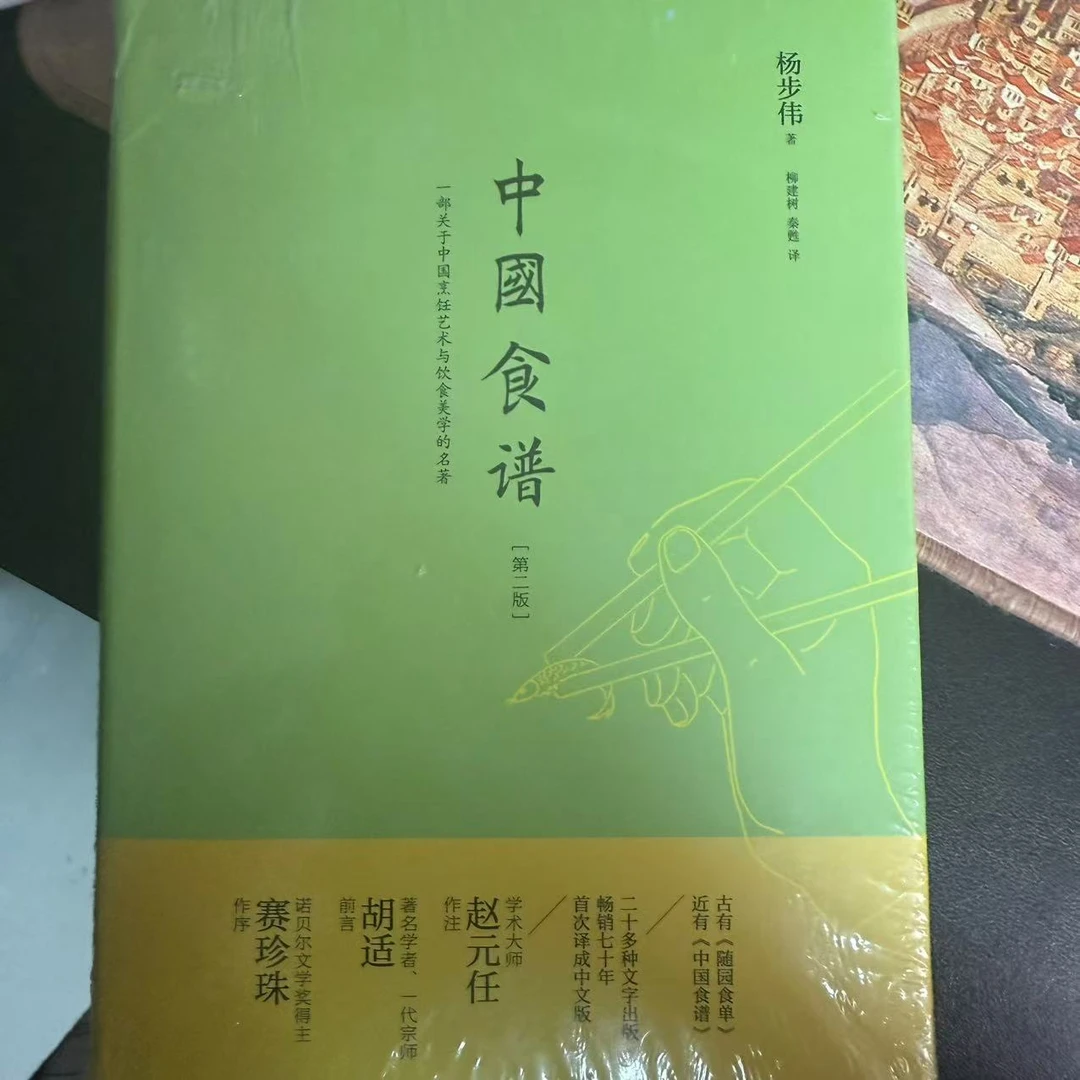 杨步伟 著
柳建树 秦甦 译
中國食谱
[第二版]
一部关于中国烹饪艺术与饮食美学的名著
古有《随园食单》
近有《中国食谱》
二十多种文字出版
畅销七十年
首次译成中文版
学术大师
赵元任
作注
著名学者、一代宗师
胡适
前言
诺贝尔文学奖得主
赛珍珠
作序